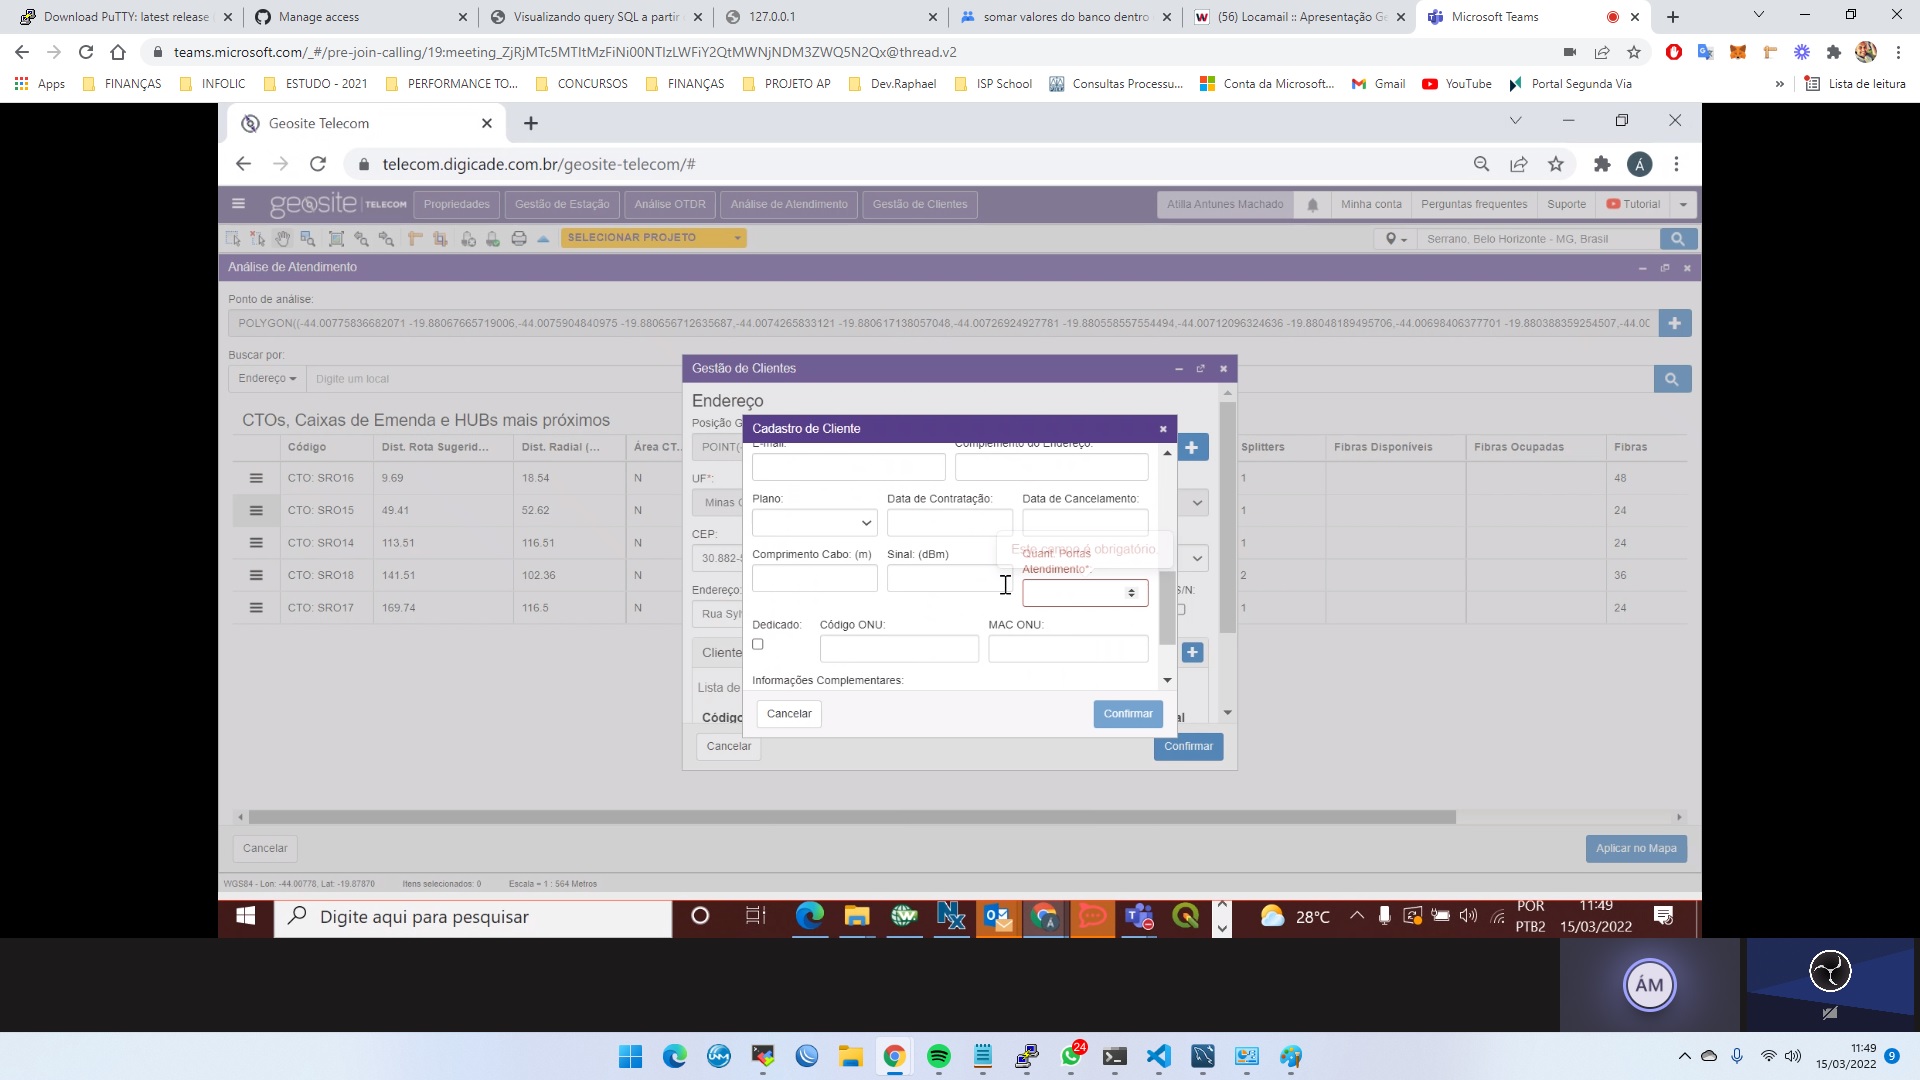 Download PuTTY: latest release
Manage access
Visualizando query SQL a partir
127.0.0.1
somar valores do banco dentro
(56) Locamail :: Apresentação Ge
Microsoft Teams
teams.microsoft.com/_#/pre-join-calling/19:meeting_ZjRjMTc5MTItMzFiNi00NTIzLWFiY2QtMWNjNDM3ZWQ5N2Qx@thread.v2
Apps
FINANÇAS
INFOLIC
ESTUDO - 2021
PERFORMANCE TO...
CONCURSOS
FINANÇAS
PROJETO AP
Dev.Raphael
ISP School
Consultas Processu...
Conta da Microsoft...
Gmail
YouTube
Portal Segunda Via
»
Lista de leitura
Geosite Telecom
telecom.digicade.com.br/geosite-telecom/#
Á
geosite TELECOM
Propriedades
Gestão de Estação
Análise OTDR
Análise de Atendimento
Gestão de Clientes
Atilla Antunes Machado
Minha conta
Perguntas frequentes
Suporte
Tutorial
SELECIONAR PROJETO
Serrano, Belo Horizonte - MG, Brasil
Análise de Atendimento
Ponto de análise:
POLYGON((-44.00775836682071 -19.88067665719006,-44.0075904840975 -19.880656712635687,-44.0074265833121 -19.880617138057048,-44.00726924927781 -19.880558557554494,-44.00712096324636 -19.88048189495706,-44.00698406377701 -19.880388359254507,-44.00
Buscar por:
Endereço
Digite um local
CTOs, Caixas de Emenda e HUBs mais próximos
Código
Dist. Rota Sugerid...
Dist. Radial (...
Área CT...
Splitters
Fibras Disponíveis
Fibras Ocupadas
Fibras
CTO: SRO16 9.69 18.54 N 1 48
CTO: SRO15 49.41 52.62 N 1 24
CTO: SRO14 113.51 116.51 N 1 24
CTO: SRO18 141.51 102.36 N 2 36
CTO: SRO17 169.74 116.5 N 1 24
Gestão de Clientes
Endereço
Posição G
POINT(-
UF*:
Minas G
CEP:
30.882-
Endereço:
Rua Sylv
S/N:
Cliente
Lista de
Código
al
Cancelar
Confirmar
Cadastro de Cliente
E-mail:
Complemento do Endereço:
Plano:
Data de Contratação:
Data de Cancelamento:
Este campo é obrigatório.
Comprimento Cabo: (m)
Sinal: (dBm)
Quant. Portas
Atendimento*:
Dedicado:
Código ONU:
MAC ONU:
Informações Complementares:
Cancelar
Confirmar
Cancelar
Aplicar no Mapa
WGS84 - Lon: -44.00778, Lat: -19.87870
Itens selecionados: 0
Escala = 1 : 564 Metros
Digite aqui para pesquisar
28°C
POR
PTB2
11:49
15/03/2022
ÁM
24
11:49
15/03/2022
9